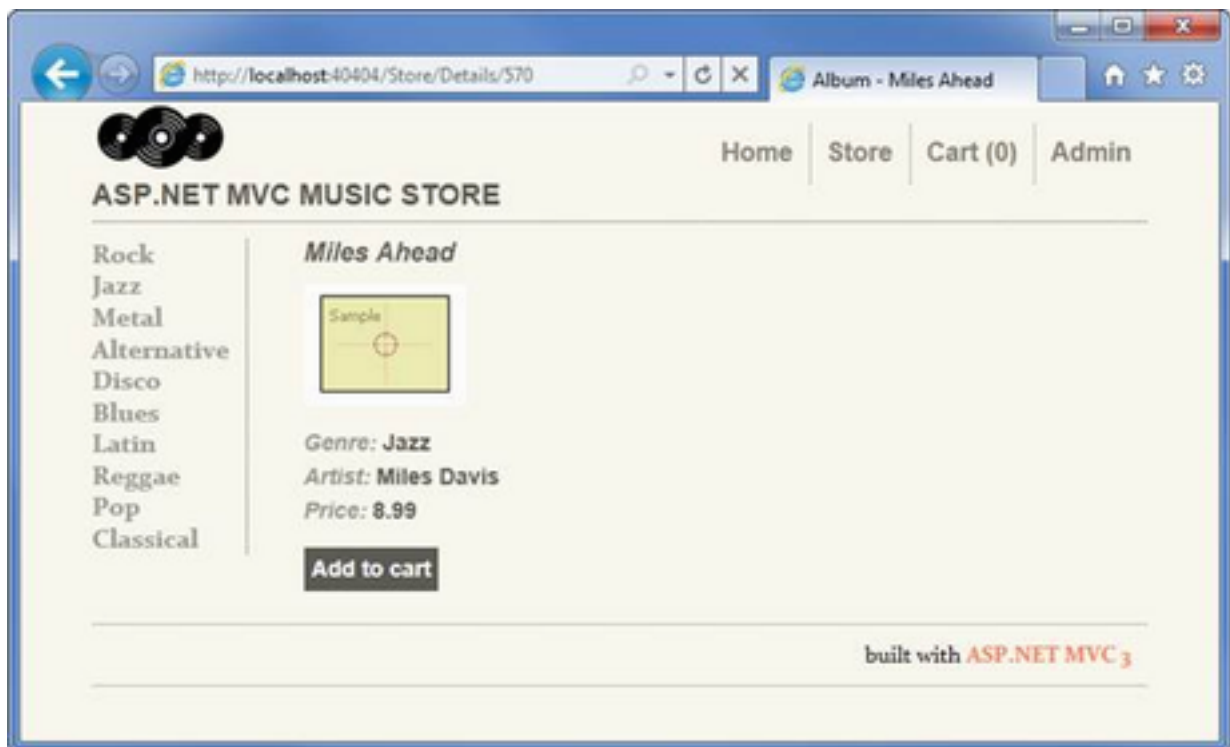 http://localhost:40404/Store/Details/570
Album - Miles Ahead
Home
Store
Cart (0)
Admin
ASP.NET MVC MUSIC STORE
Rock
Jazz
Metal
Alternative
Disco
Blues
Latin
Reggae
Pop
Classical
Miles Ahead
Sample
Genre: Jazz
Artist: Miles Davis
Price: 8.99
Add to cart
built with ASP.NET MVC 3